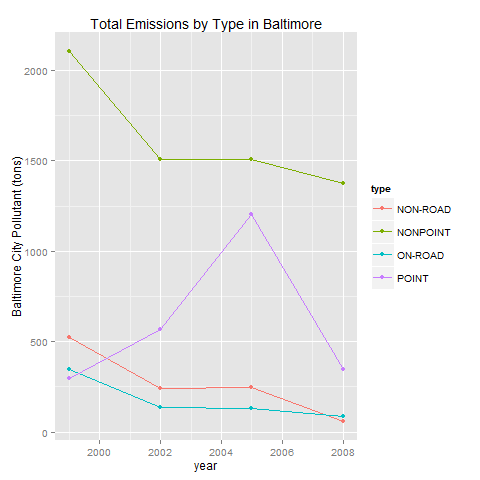 Total Emissions by Type in Baltimore
Baltimore City Pollutant (tons)
2000
1500
1000
500
0
2000
2002
2004
2006
2008
year
type
NON-ROAD
NONPOINT
ON-ROAD
POINT